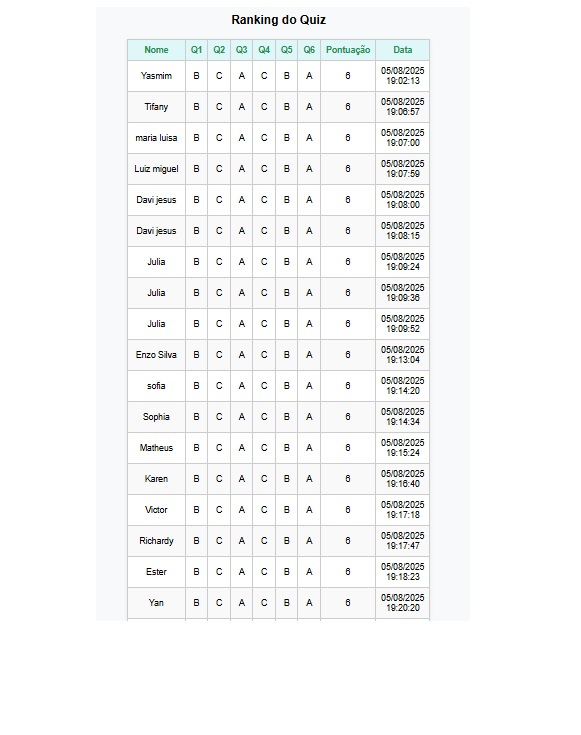 Ranking do Quiz
Nome Q1 Q2 Q3 Q4 Q5 Q6 Pontuação Data
Yasmim B C A C B A 6 05/08/2025 19:02:13
Tifany B C A C B A 6 05/08/2025 19:06:57
maria luisa B C A C B A 6 05/08/2025 19:07:00
Luiz miguel B C A C B A 6 05/08/2025 19:07:59
Davi jesus B C A C B A 6 05/08/2025 19:08:00
Davi jesus B C A C B A 6 05/08/2025 19:08:15
Julia B C A C B A 6 05/08/2025 19:09:24
Julia B C A C B A 6 05/08/2025 19:09:36
Julia B C A C B A 6 05/08/2025 19:09:52
Enzo Silva B C A C B A 6 05/08/2025 19:13:04
sofia B C A C B A 6 05/08/2025 19:14:20
Sophia B C A C B A 6 05/08/2025 19:14:34
Matheus B C A C B A 6 05/08/2025 19:15:24
Karen B C A C B A 6 05/08/2025 19:16:40
Victor B C A C B A 6 05/08/2025 19:17:18
Richardy B C A C B A 6 05/08/2025 19:17:47
Ester B C A C B A 6 05/08/2025 19:18:23
Yan B C A C B A 6 05/08/2025 19:20:20